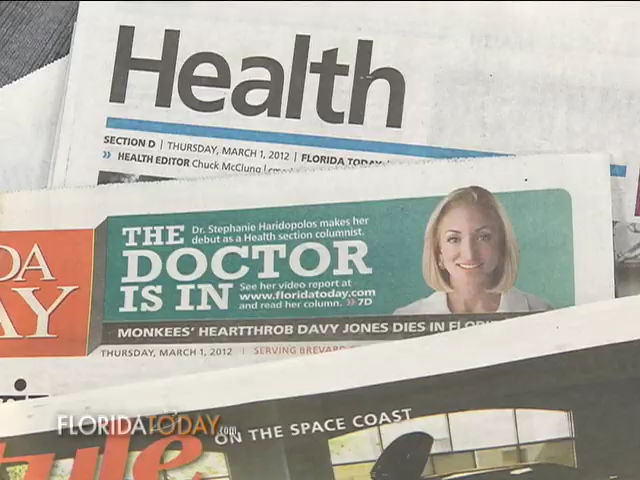 Health
SECTION D | THURSDAY, MARCH 1, 2012 | FLORIDA TODAY
» HEALTH EDITOR Chuck McClung
DA
AY
THE
Dr. Stephanie Haridopolos makes her
debut as a Health section columnist.
DOCTOR
IS IN
See her video report at
www.floridatoday.com
and read her column. » 7D
MONKEES' HEARTTHROB DAVY JONES DIES IN
THURSDAY, MARCH 1, 2012 | SERVING BREVARD
FLORIDATODAY.com
ON THE SPACE COAST